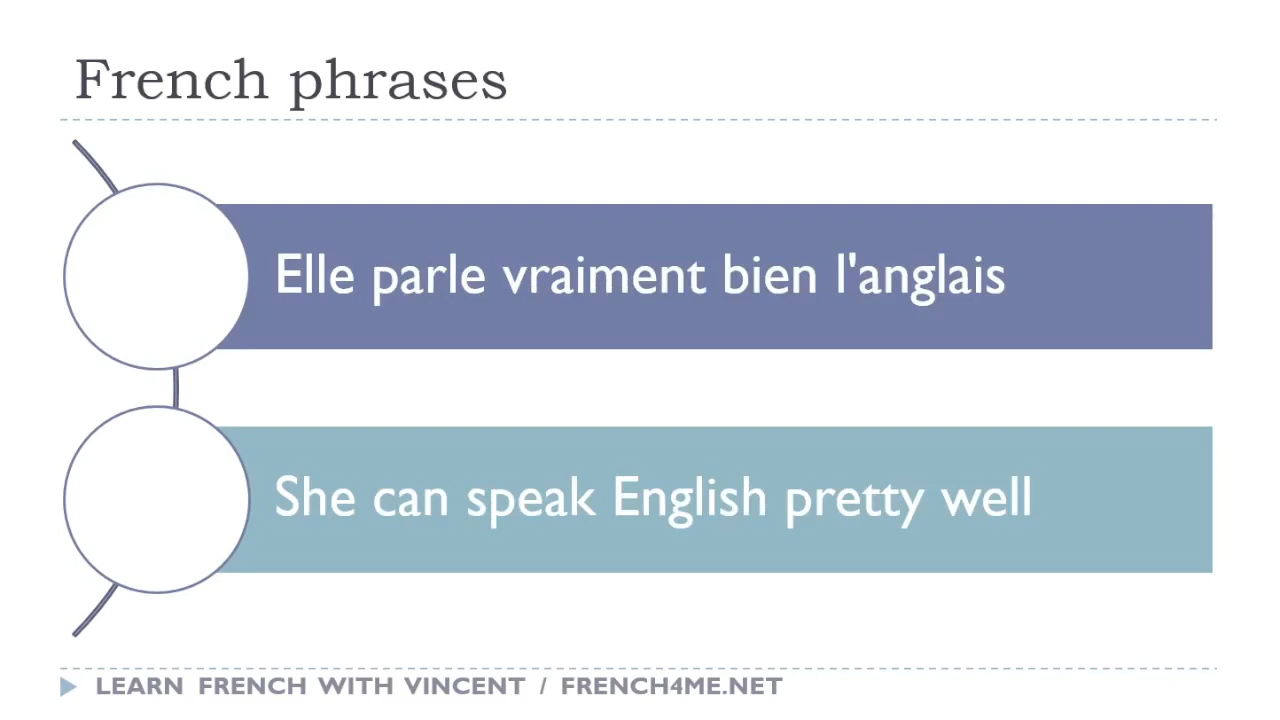 French phrases
Elle parle vraiment bien l'anglais
She can speak English pretty well
LEARN FRENCH WITH VINCENT / FRENCH4ME.NET